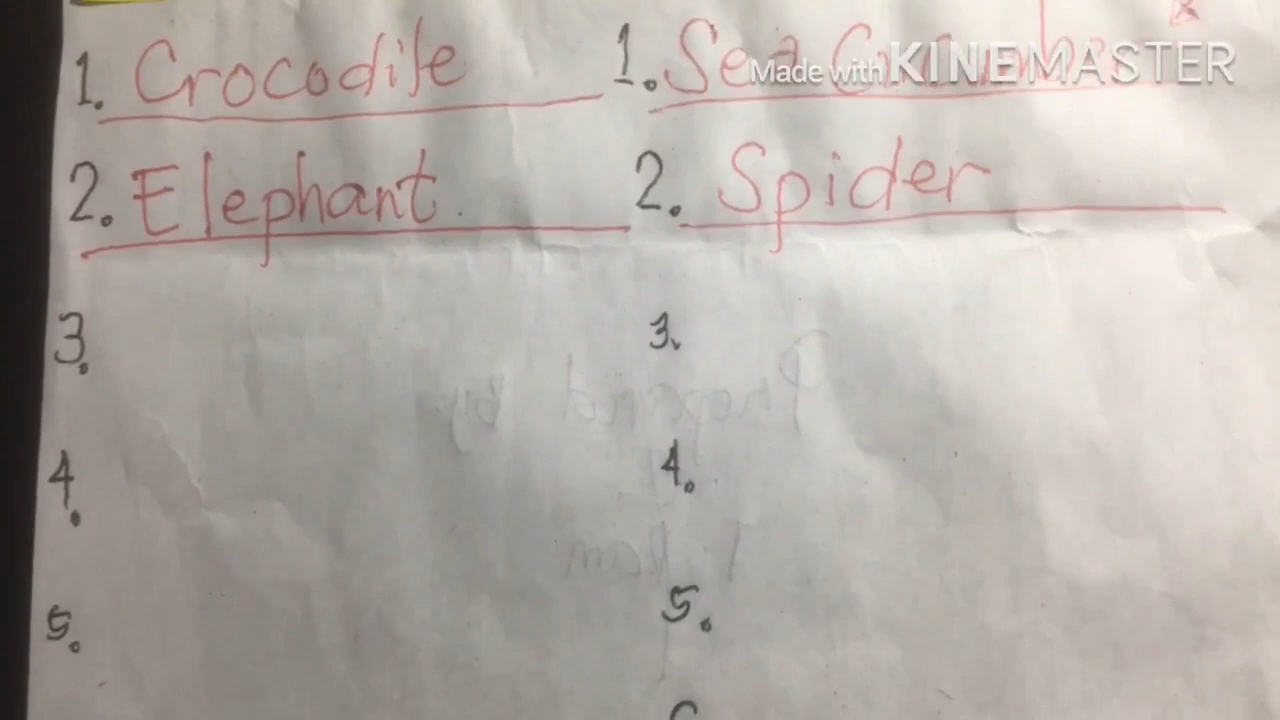 1. Crocodile
1. Sea
Made with KINEMASTER
2. Elephant.
2. Spider
3.
3.
4.
4.
5.
5.